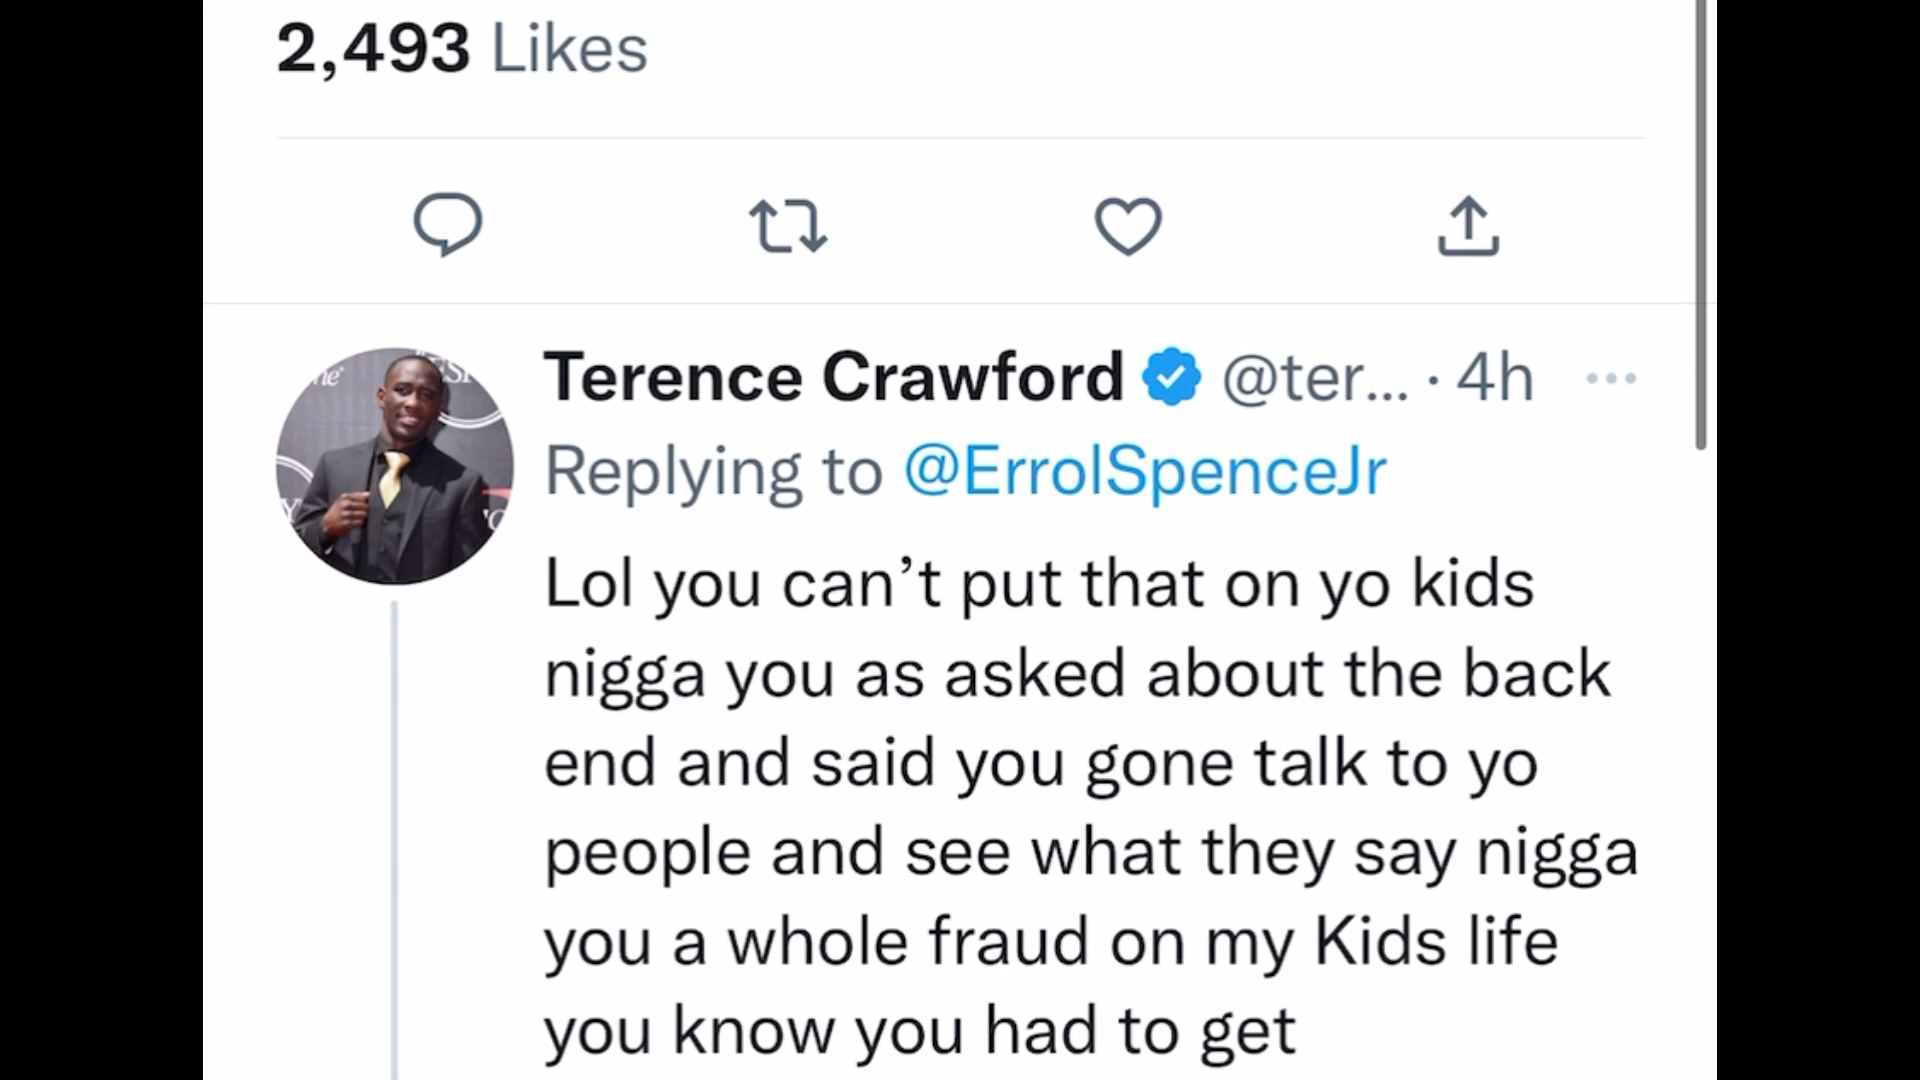 2,493 Likes
Terence Crawford @ter... · 4h
Replying to @ErrolSpenceJr
Lol you can’t put that on yo kids
nigga you as asked about the back
end and said you gone talk to yo
people and see what they say nigga
you a whole fraud on my Kids life
you know you had to get